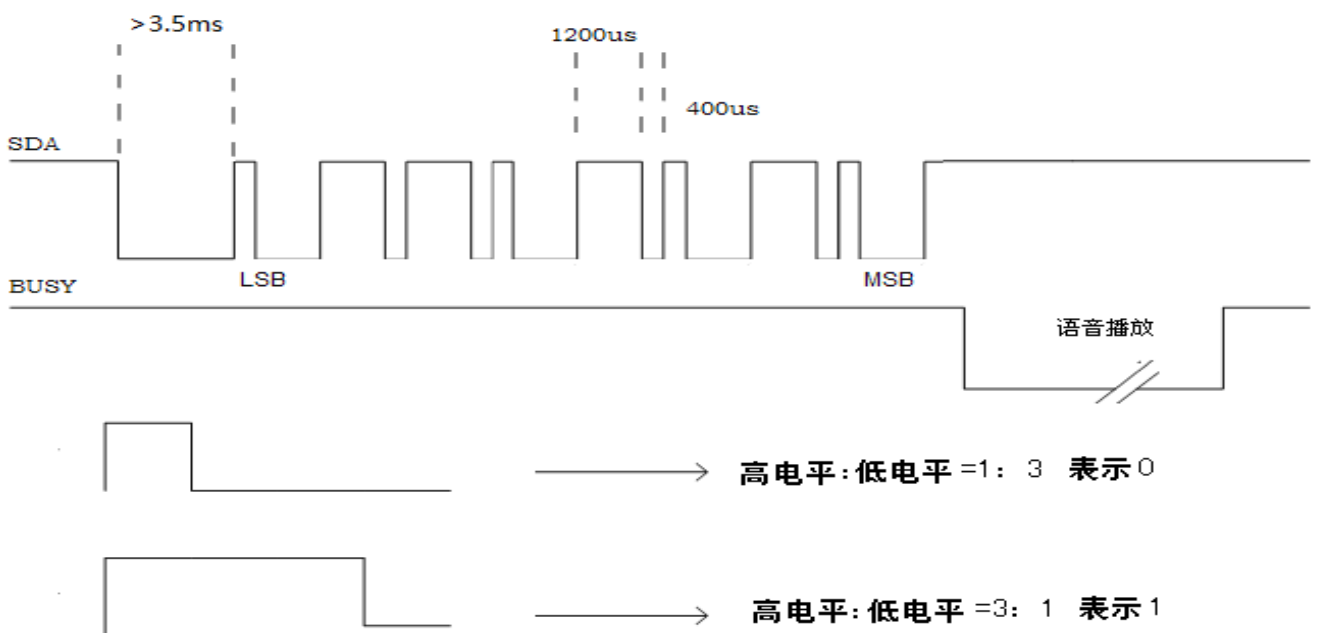 >3.5ms
1200us
400us
SDA
LSB
MSB
BUSY
语音播放
高电平:低电平=1: 3 表示0
高电平:低电平=3: 1 表示1